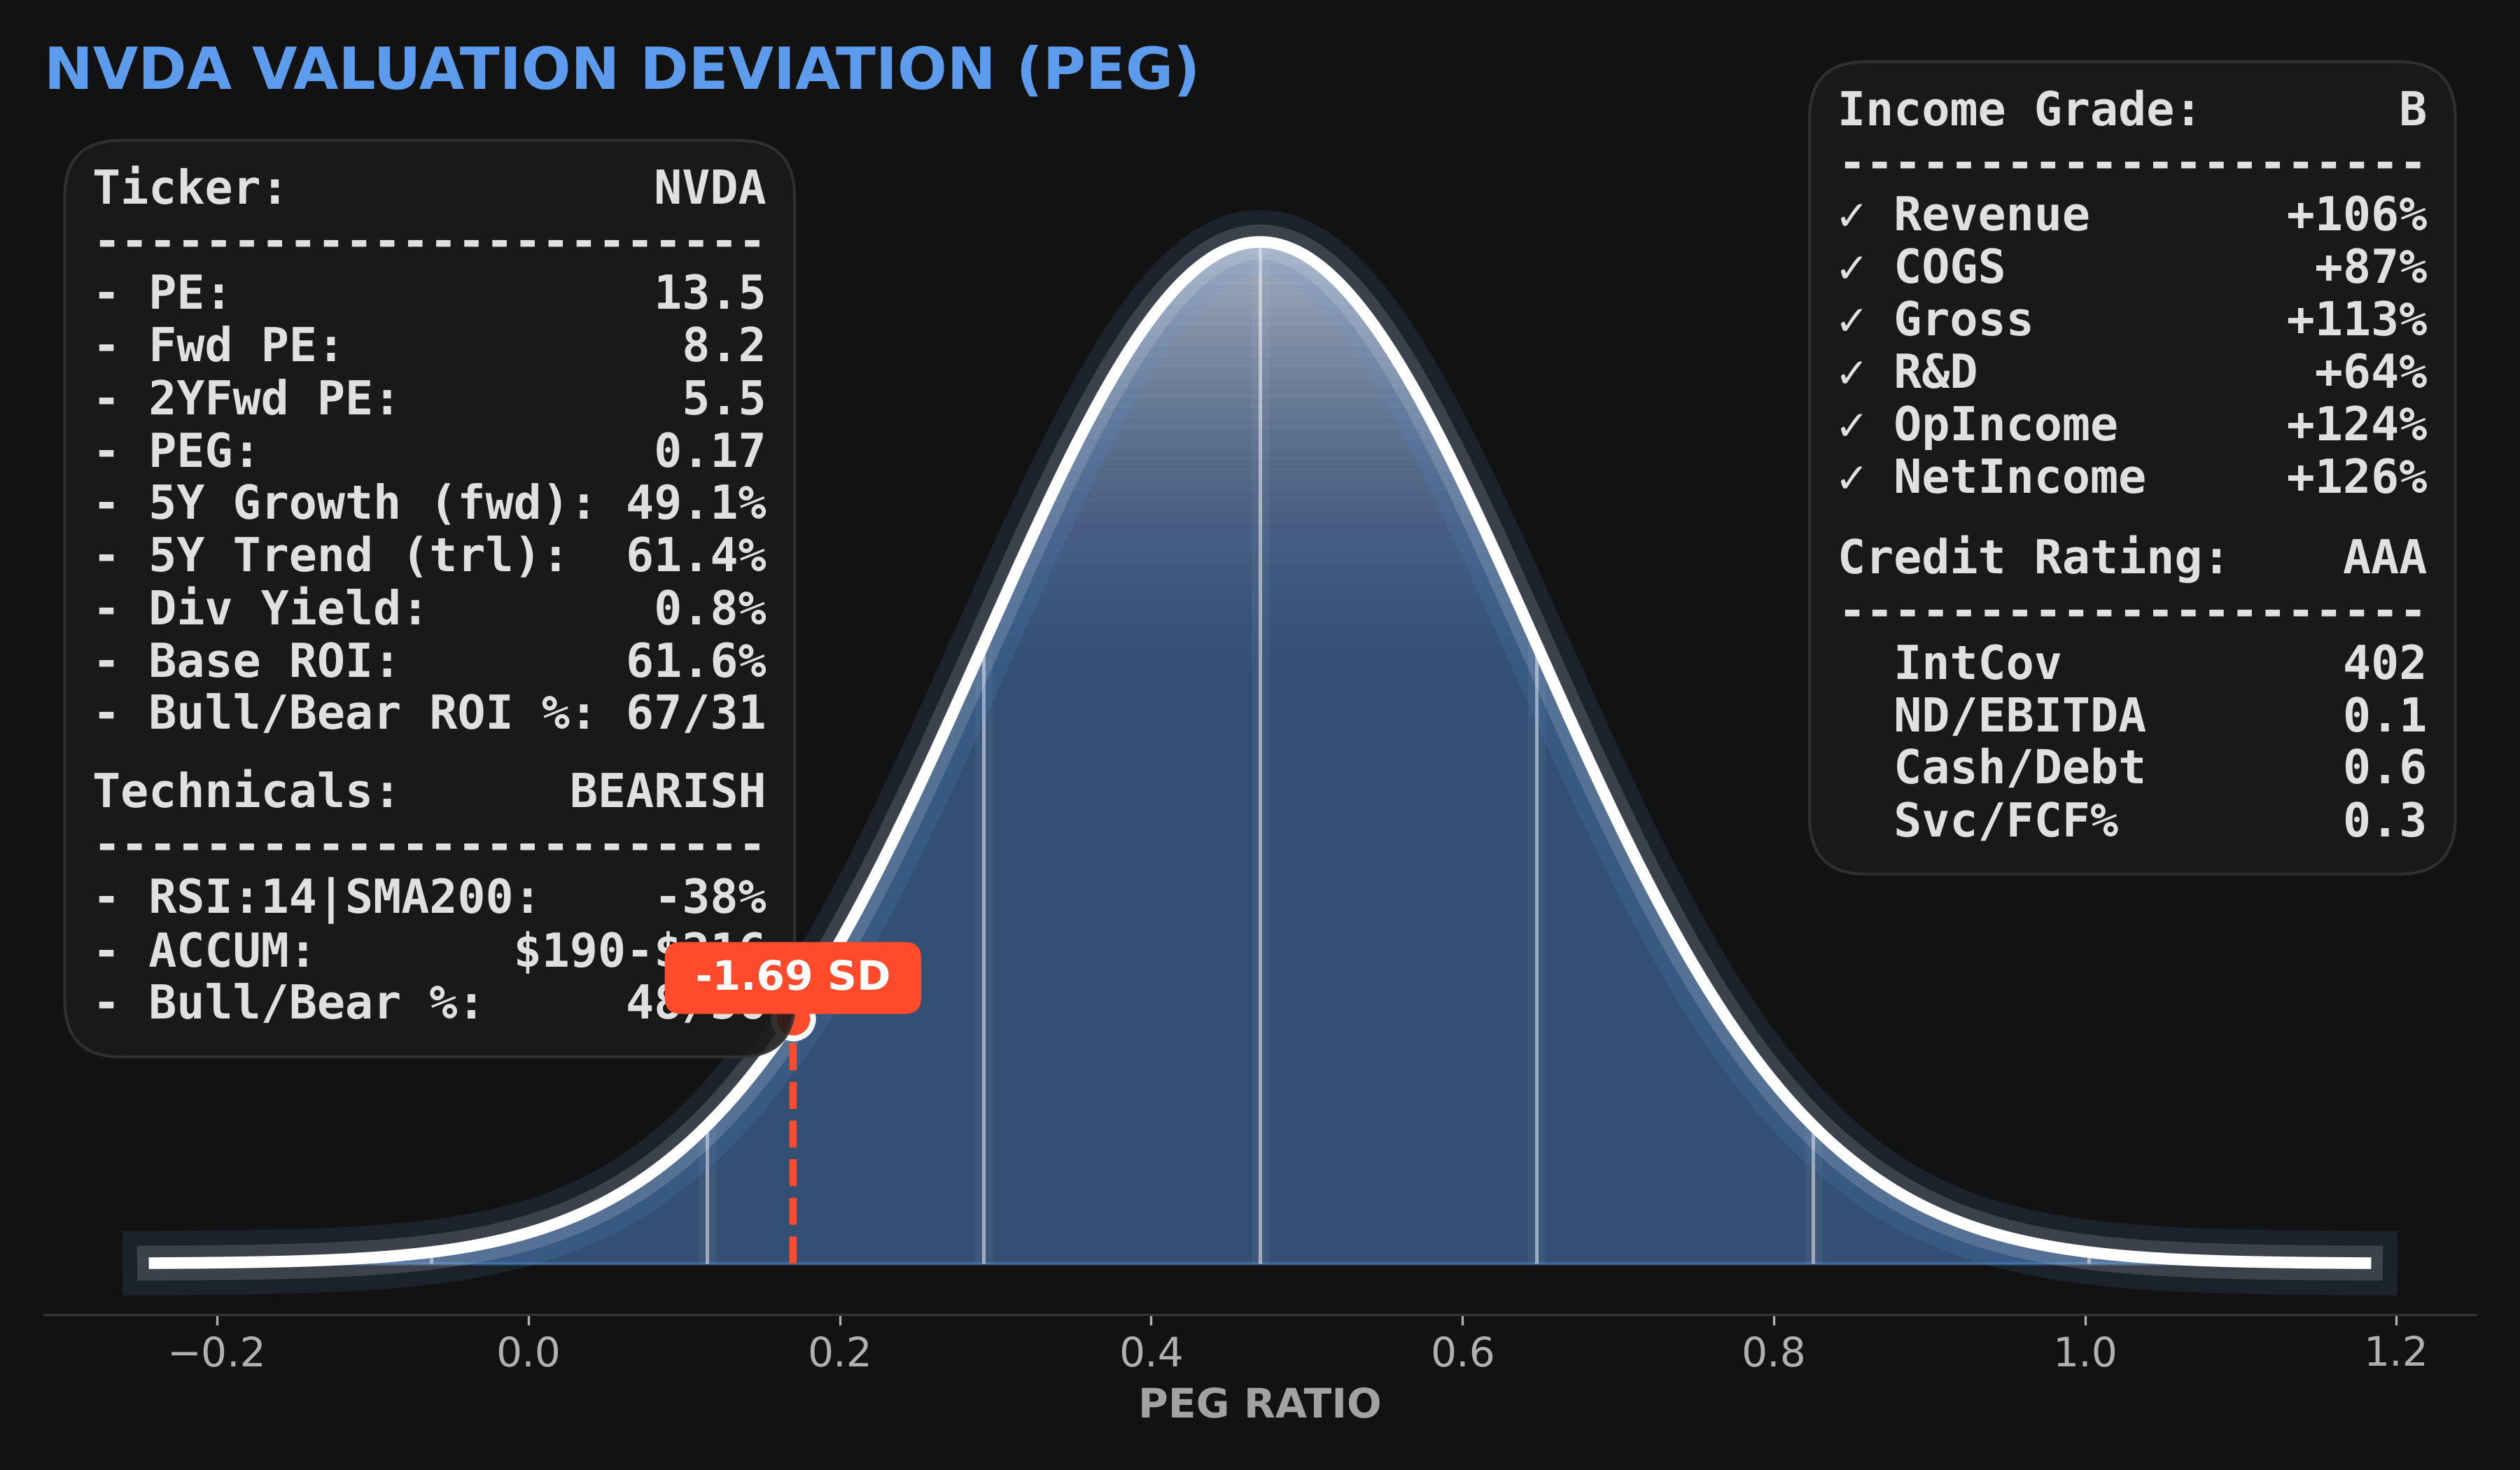 NVDA VALUATION DEVIATION (PEG)
Ticker: NVDA
--------------------------
- PE: 13.5
- Fwd PE: 8.2
- 2YFwd PE: 5.5
- PEG: 0.17
- 5Y Growth (fwd): 49.1%
- 5Y Trend (trl): 61.4%
- Div Yield: 0.8%
- Base ROI: 61.6%
- Bull/Bear ROI %: 67/31
Technicals: BEARISH
--------------------------
- RSI:14|SMA200: -38%
- ACCUM:
- Bull/Bear %:
-1.69 SD
Income Grade: B
---------------------
✓ Revenue +106%
✓ COGS +87%
✓ Gross +113%
✓ R&D +64%
✓ OpIncome +124%
✓ NetIncome +126%
Credit Rating: AAA
---------------------
IntCov 402
ND/EBITDA 0.1
Cash/Debt 0.6
Svc/FCF% 0.3
−0.2 0.0 0.2 0.4 0.6 0.8 1.0 1.2
PEG RATIO